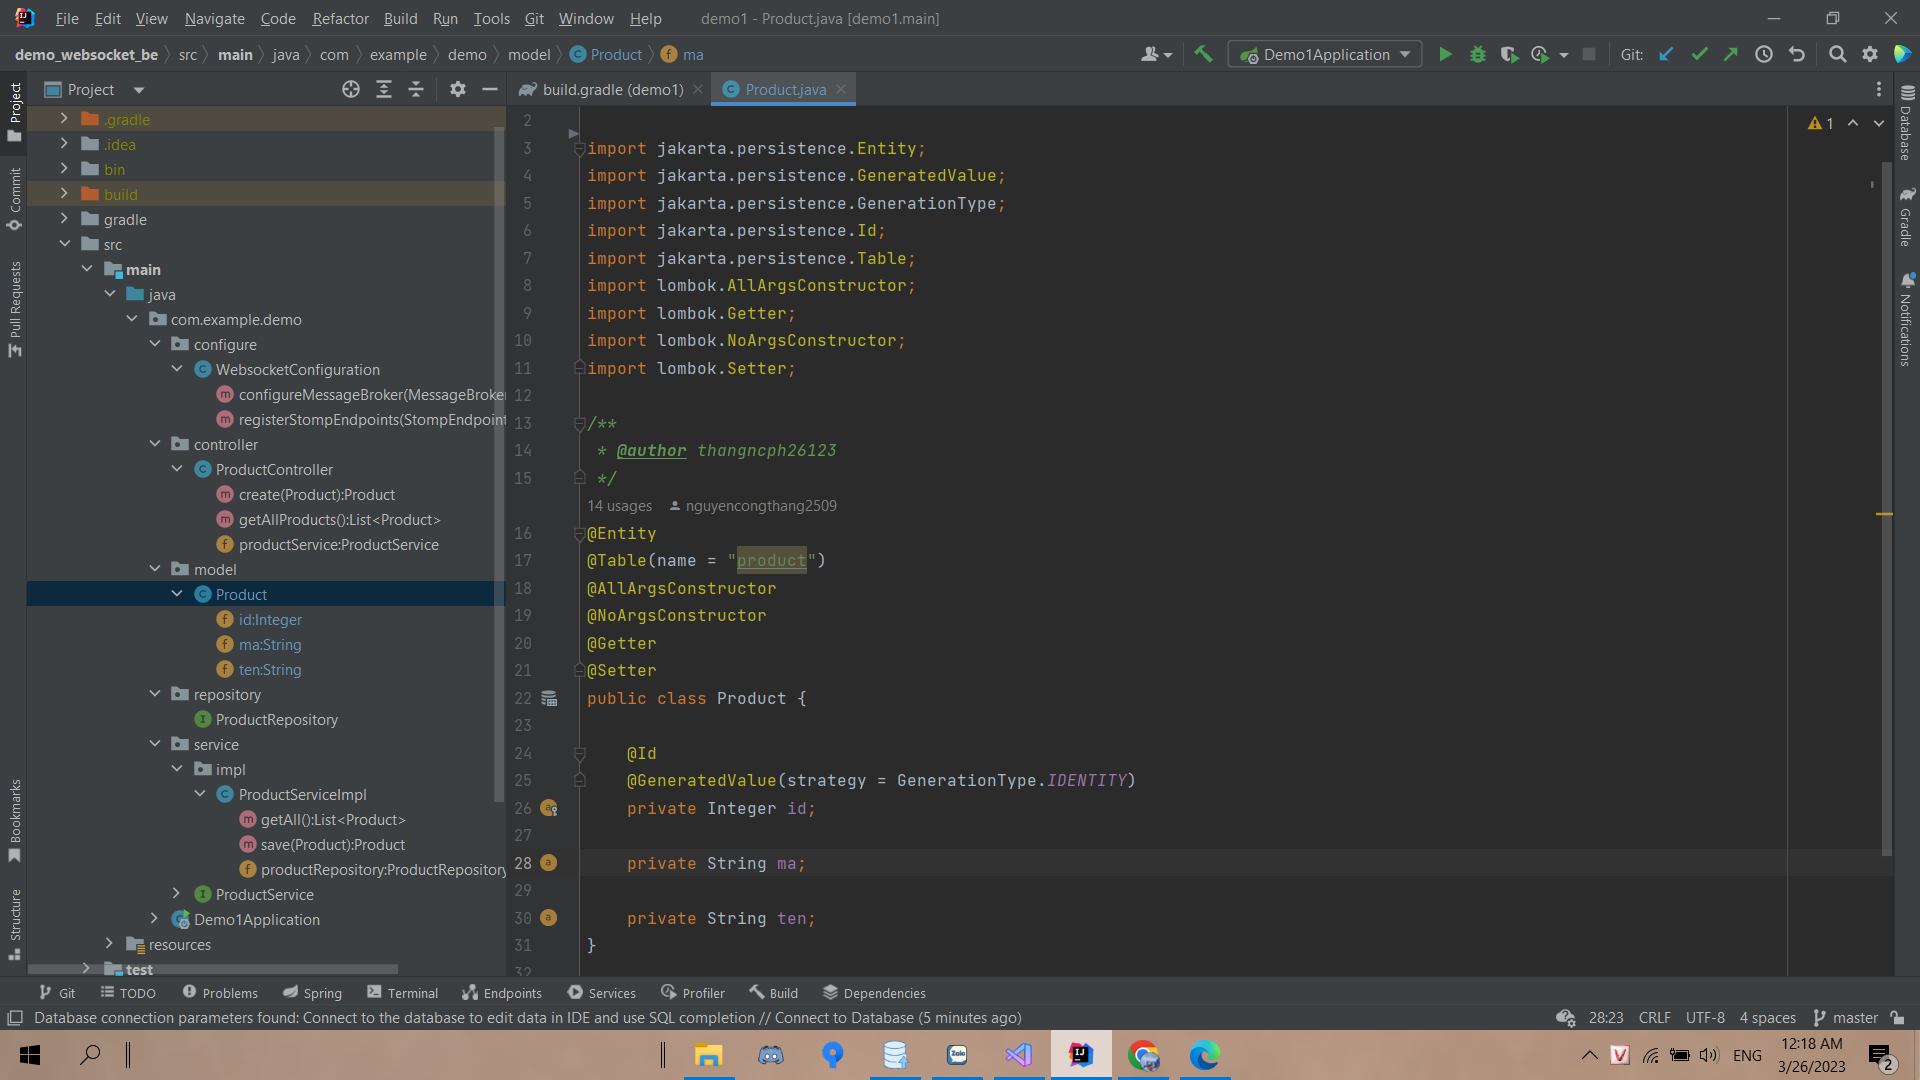 File Edit View Navigate Code Refactor Build Run Tools Git Window Help demo1 - Product.java [demo1.main]
demo_websocket_be src main java com example demo model Product ma Demo1Application Git:
Project
build.gradle (demo1) Product.java
Project
Commit
Pull Requests
Bookmarks
Structure
.gradle
.idea
bin
build
gradle
src
main
java
com.example.demo
configure
WebsocketConfiguration
configureMessageBroker(MessageBroker
registerStompEndpoints(StompEndpoint
controller
ProductController
create(Product):Product
getAllProducts():List<Product>
productService:ProductService
model
Product
id:Integer
ma:String
ten:String
repository
ProductRepository
service
impl
ProductServiceImpl
getAll():List<Product>
save(Product):Product
productRepository:ProductRepository
ProductService
Demo1Application
resources
test
2
3 import jakarta.persistence.Entity;
4 import jakarta.persistence.GeneratedValue;
5 import jakarta.persistence.GenerationType;
6 import jakarta.persistence.Id;
7 import jakarta.persistence.Table;
8 import lombok.AllArgsConstructor;
9 import lombok.Getter;
10 import lombok.NoArgsConstructor;
11 import lombok.Setter;
12
13 /**
14 * @author thangncph26123
15 */
14 usages nguyencongthang2509
16 @Entity
17 @Table(name = "product")
18 @AllArgsConstructor
19 @NoArgsConstructor
20 @Getter
21 @Setter
22 public class Product {
23
24 @Id
25 @GeneratedValue(strategy = GenerationType.IDENTITY)
26 private Integer id;
27
28 private String ma;
29
30 private String ten;
31 }
32
1
Database
Gradle
Notifications
Git TODO Problems Spring Terminal Endpoints Services Profiler Build Dependencies
Database connection parameters found: Connect to the database to edit data in IDE and use SQL completion // Connect to Database (5 minutes ago) 28:23 CRLF UTF-8 4 spaces master
Zalo
V
ENG
12:18 AM
3/26/2023
2